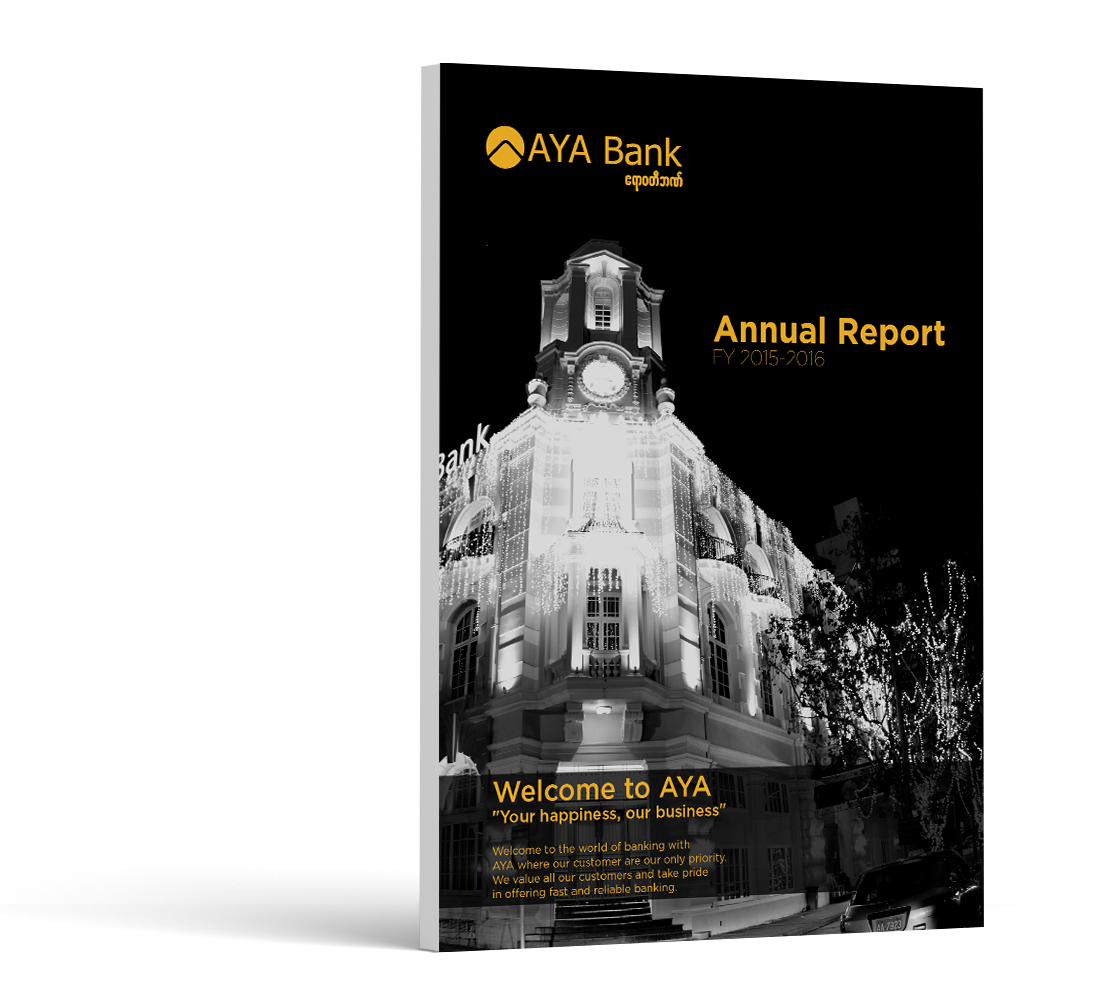 AYA Bank
ဧရာဝတီဘဏ်
Annual Report
FY 2015-2016
Bank
Welcome to AYA
"Your happiness, our business"
Welcome to the world of banking with
AYA where our customer are our only priority.
We value all our customers and take pride
in offering fast and reliable banking.